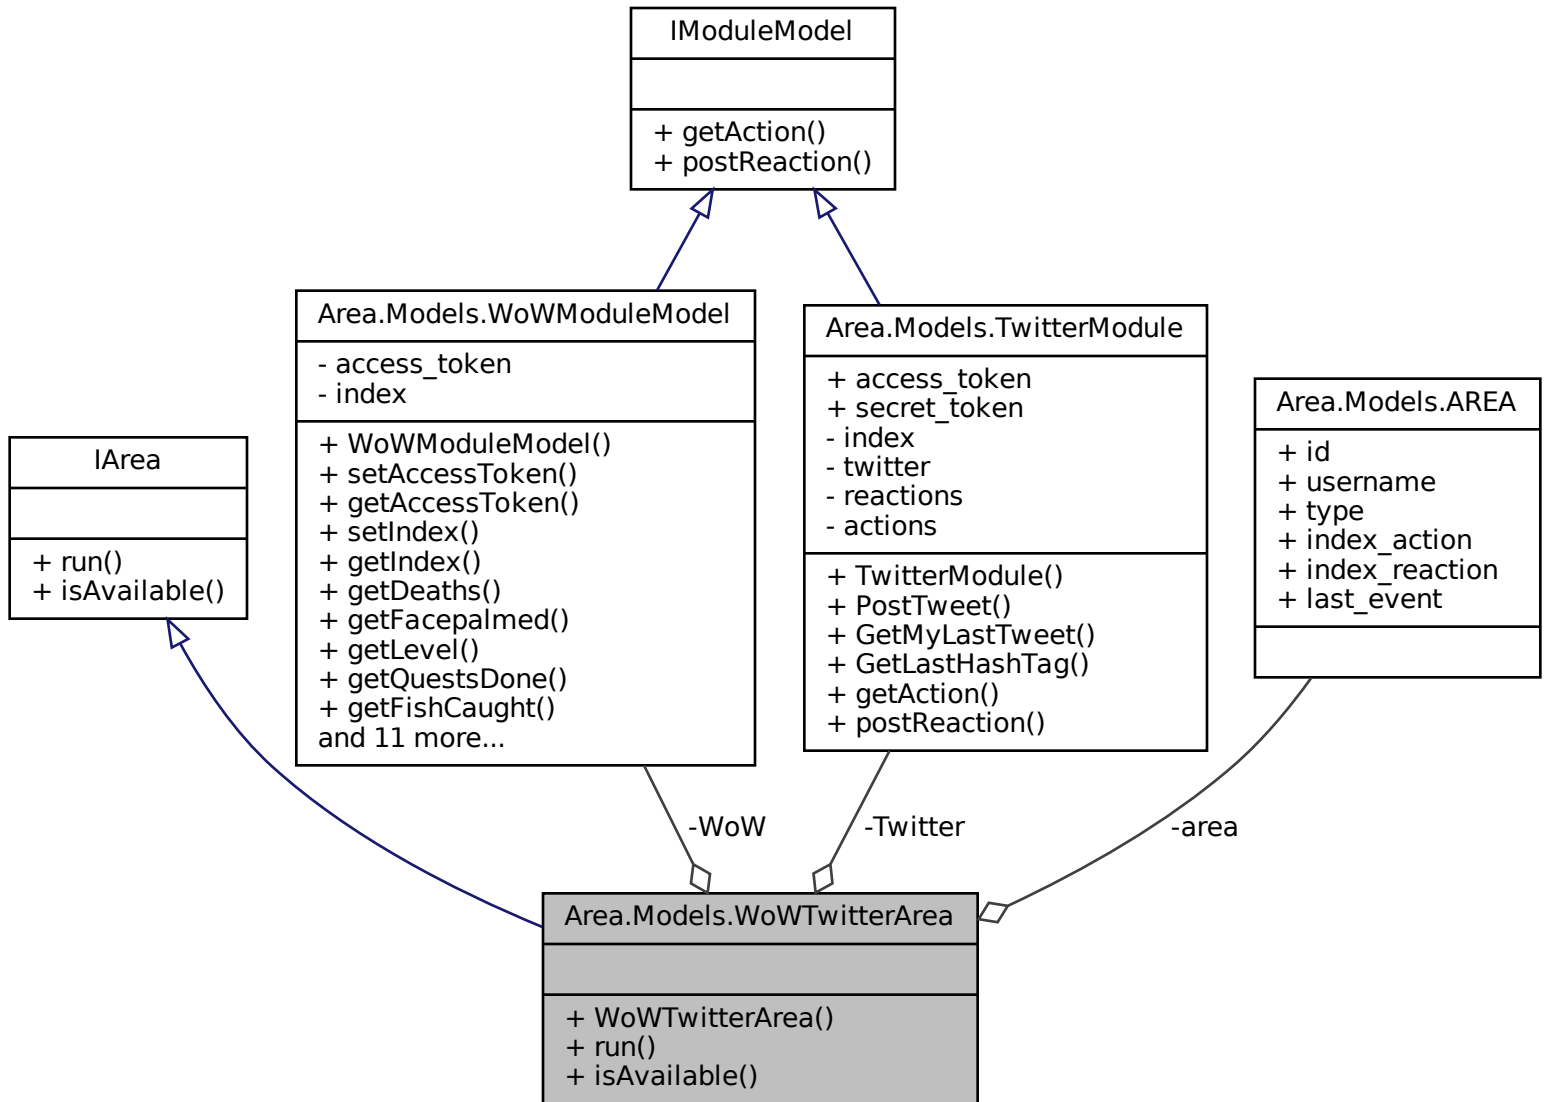 IModuleModel
+ getAction()
+ postReaction()
Area.Models.WoWModuleModel
- access_token
- index
+ WoWModuleModel()
+ setAccessToken()
+ getAccessToken()
+ setIndex()
+ getIndex()
+ getDeaths()
+ getFacepalmed()
+ getLevel()
+ getQuestsDone()
+ getFishCaught()
and 11 more...
Area.Models.TwitterModule
+ access_token
+ secret_token
- index
- twitter
- reactions
- actions
+ TwitterModule()
+ PostTweet()
+ GetMyLastTweet()
+ GetLastHashTag()
+ getAction()
+ postReaction()
Area.Models.AREA
+ id
+ username
+ type
+ index_action
+ index_reaction
+ last_event
IArea
+ run()
+ isAvailable()
-WoW
-Twitter
-area
Area.Models.WoWTwitterArea
+ WoWTwitterArea()
+ run()
+ isAvailable()